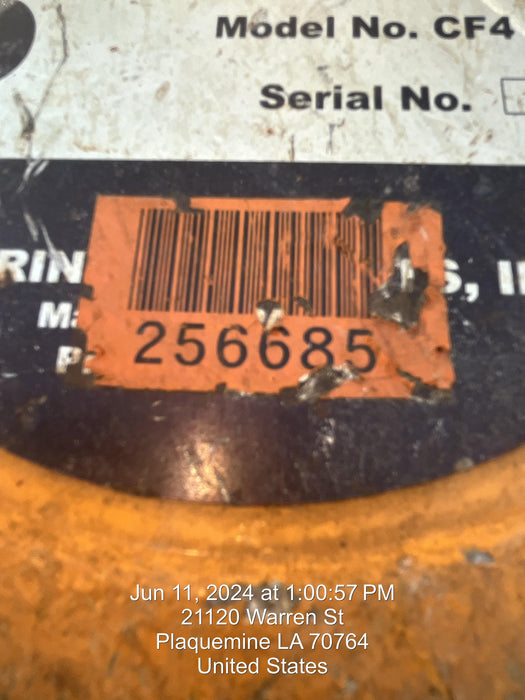 Model No. CF4
Serial No.
RIN
S, I
256685
Jun 11, 2024 at 1:00:57 PM
21120 Warren St
Plaquemine LA 70764
United States